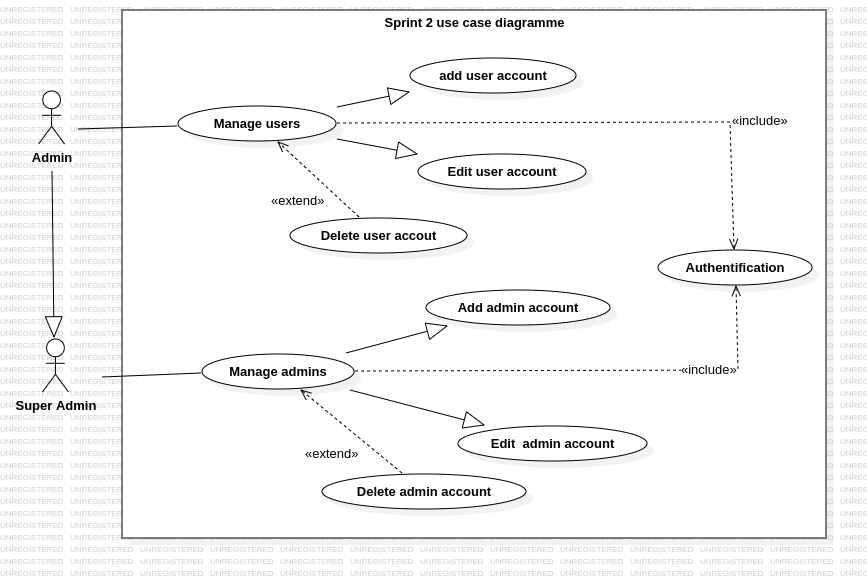 Sprint 2 use case diagramme
add user account
Manage users
«include»
Admin
Edit user account
«extend»
Delete user accout
Authentification
Add admin account
Manage admins
«include»
Super Admin
Edit  admin account
«extend»
Delete admin account
UNREGISTERED